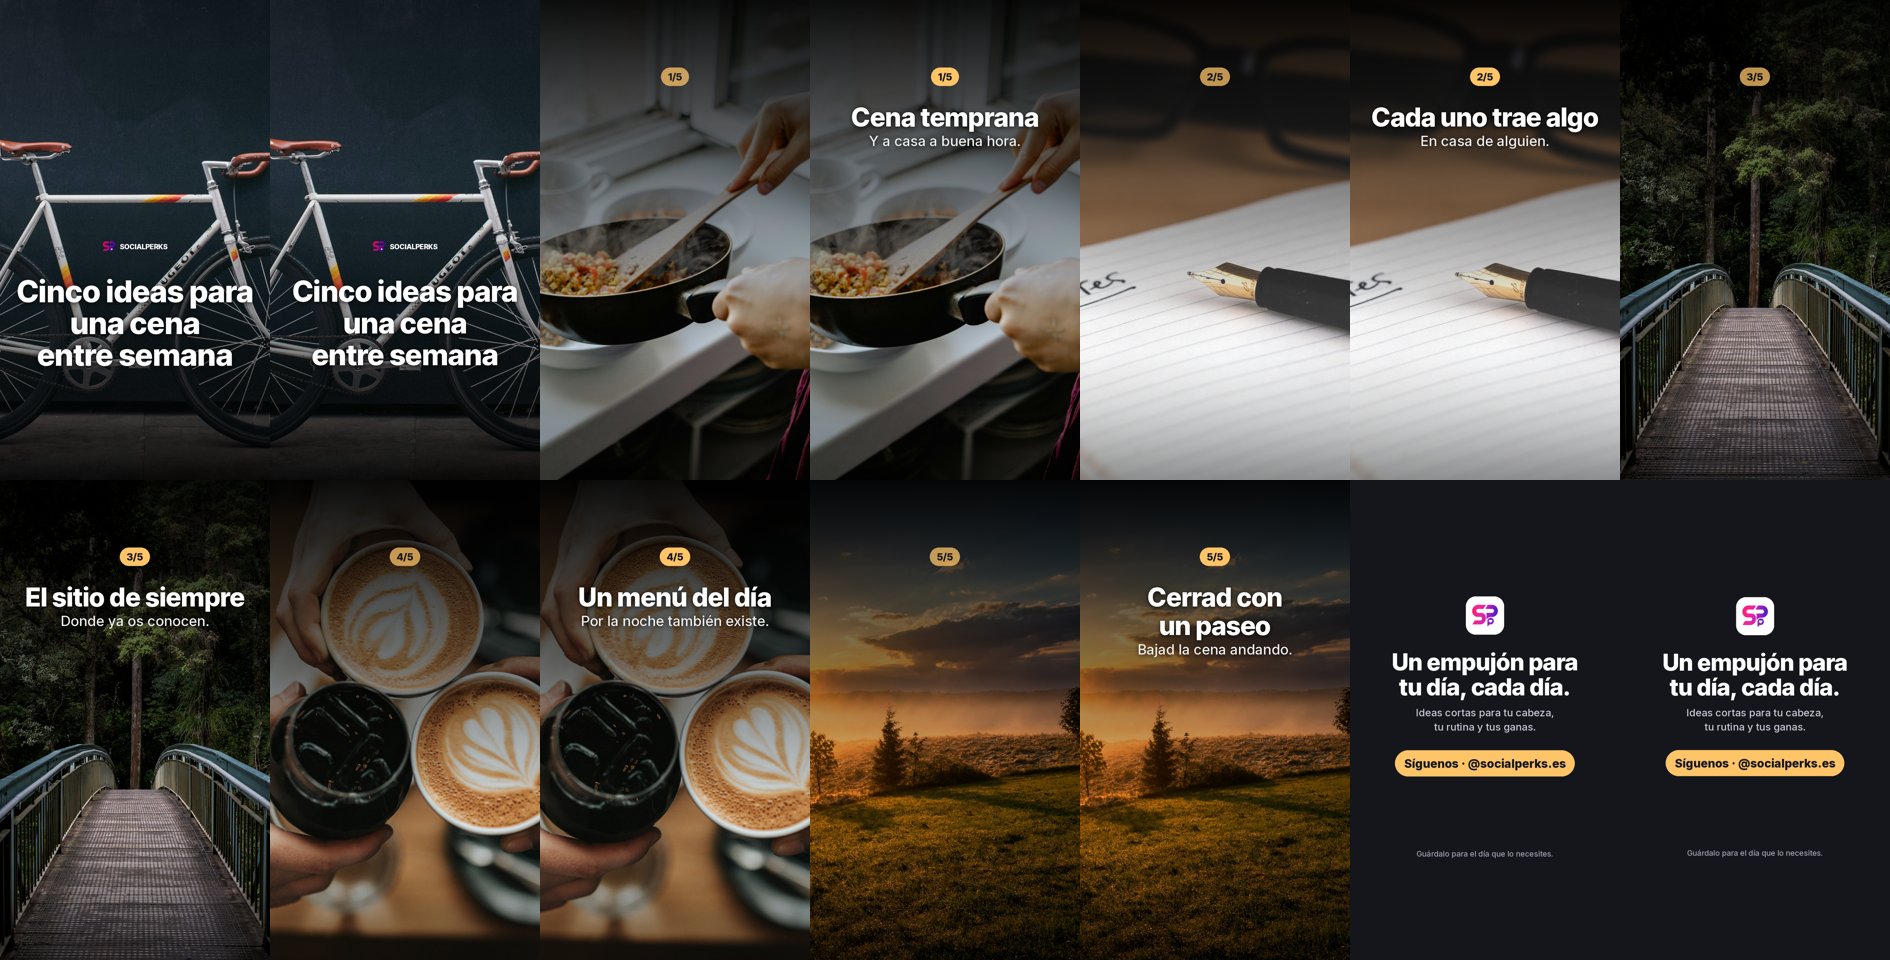 SP SOCIALPERKS
Cinco ideas para
una cena
entre semana
SP SOCIALPERKS
Cinco ideas para
una cena
entre semana
PEUGEOT
1/5
1/5
Cena temprana
Y a casa a buena hora.
2/5
2/5
Cada uno trae algo
En casa de alguien.
3/5
3/5
El sitio de siempre
Donde ya os conocen.
4/5
4/5
Un menú del día
Por la noche también existe.
5/5
5/5
Cerrad con
un paseo
Bajad la cena andando.
SPp
Un empujón para
tu día, cada día.
Ideas cortas para tu cabeza,
tu rutina y tus ganas.
Síguenos · @socialperks.es
Guárdalo para el día que lo necesites.
SPp
Un empujón para
tu día, cada día.
Ideas cortas para tu cabeza,
tu rutina y tus ganas.
Síguenos · @socialperks.es
Guárdalo para el día que lo necesites.